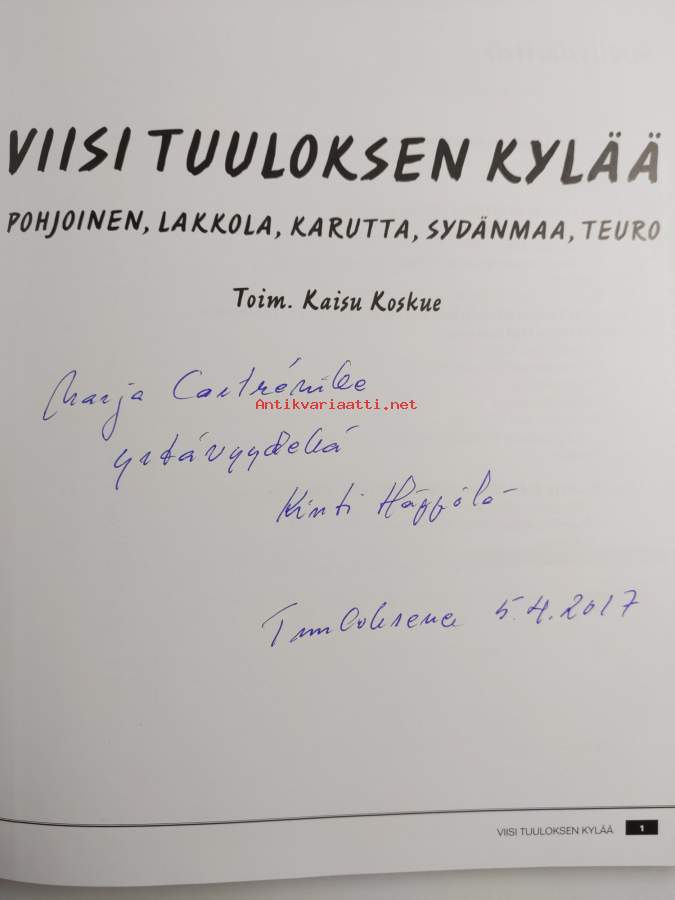 VIISI TUULOKSEN KYLÄÄ
POHJOINEN, LAKKOLA, KARUTTA, SYDÄNMAA, TEURO
Toim. Kaisu Koskue
Marja Castrénille
Antikvariaatti.net
ystävyydellä
Kirsti Häppölä
Tuuloksena 5.4.2017
VIISI TUULOKSEN KYLÄÄ 1